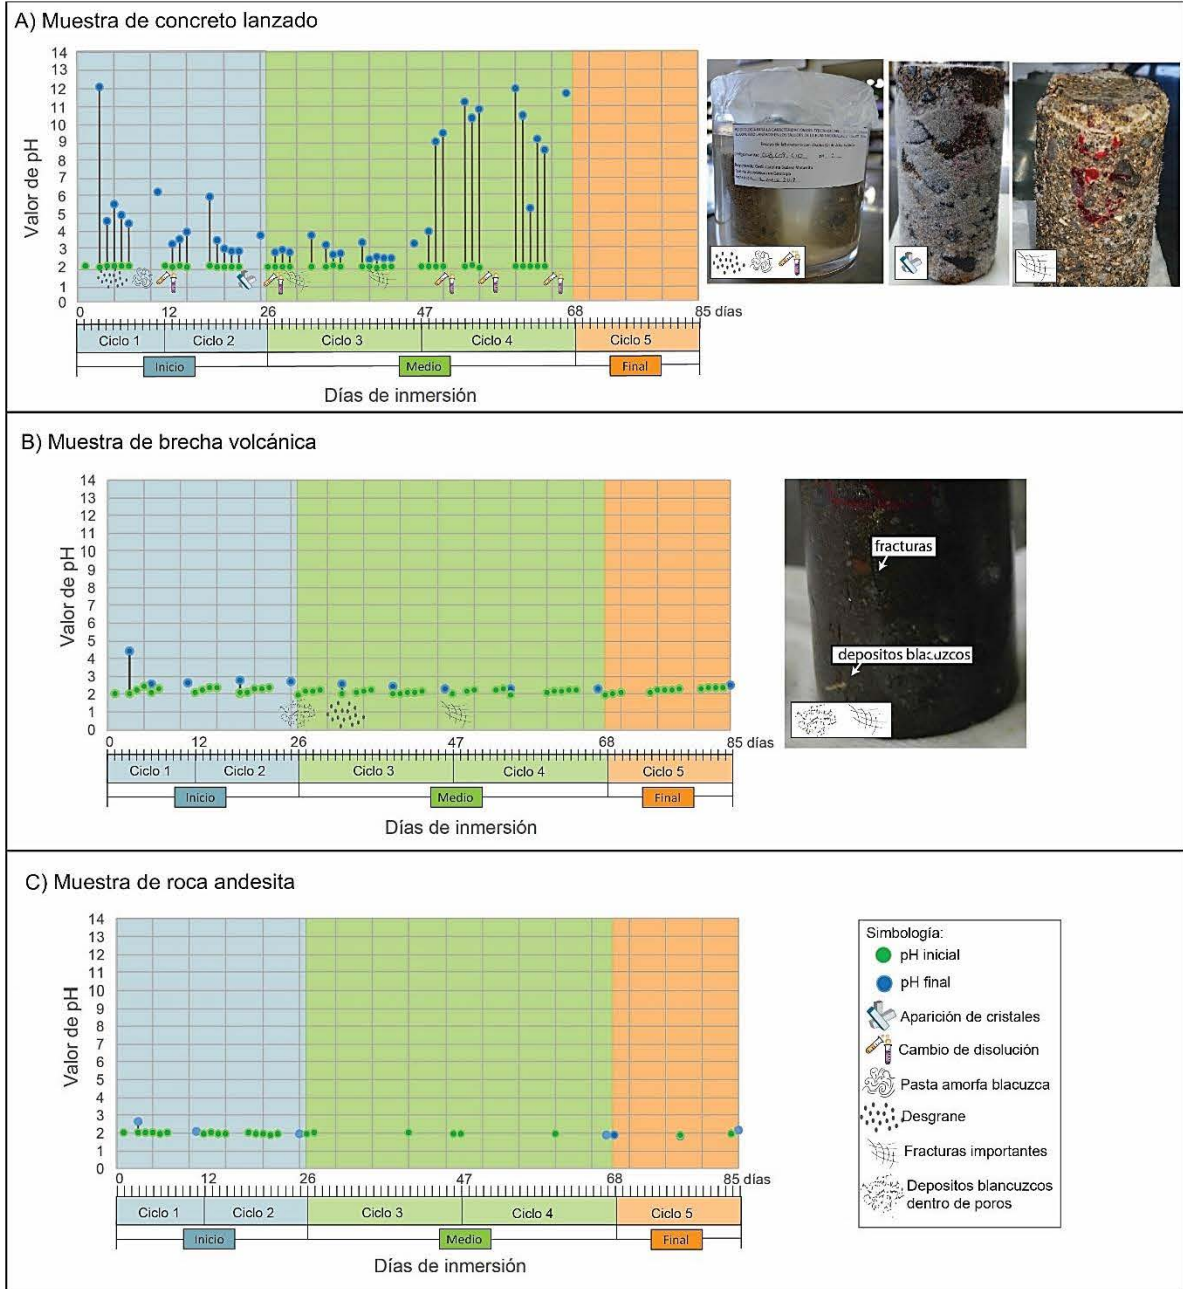 A) Muestra de concreto lanzado
Valor de pH
14
13
12
11
10
9
8
7
6
5
4
3
2
1
0
0 12 26 47 68 85 días
Ciclo 1 Ciclo 2 Ciclo 3 Ciclo 4 Ciclo 5
Inicio Medio Final
Días de inmersión
B) Muestra de brecha volcánica
Valor de pH
14
13
12
11
10
9
8
7
6
5
4
3
2
1
0
0 12 26 47 68 85 días
Ciclo 1 Ciclo 2 Ciclo 3 Ciclo 4 Ciclo 5
Inicio Medio Final
Días de inmersión
fracturas
depositos blacuzcos
C) Muestra de roca andesita
Valor de pH
14
13
12
11
10
9
8
7
6
5
4
3
2
1
0
0 12 26 47 68 85 días
Ciclo 1 Ciclo 2 Ciclo 3 Ciclo 4 Ciclo 5
Inicio Medio Final
Días de inmersión
Simbología:
pH inicial
pH final
Aparición de cristales
Cambio de disolución
Pasta amorfa blacuzca
Desgrane
Fracturas importantes
Depositos blancuzcos
dentro de poros